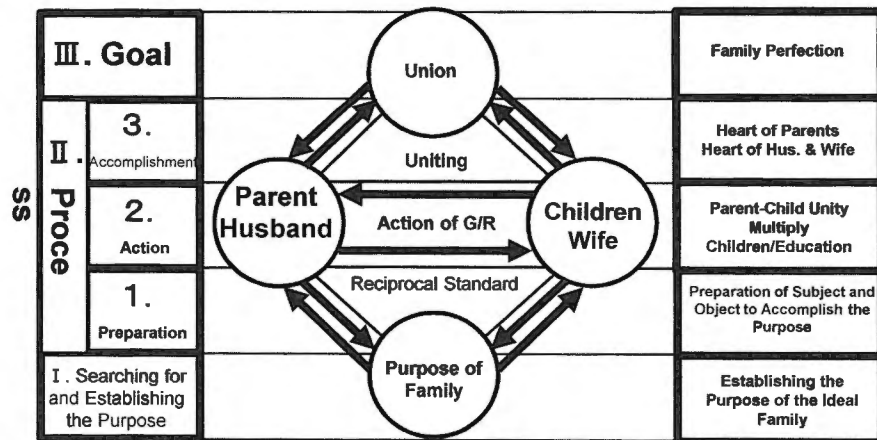 Ⅲ. Goal
Union
Family Perfection
Ⅱ. Proce
ss
3.
Accomplishment
Uniting
Heart of Parents
Heart of Hus. & Wife
Parent
Husband
2.
Action
Action of G/R
Children
Wife
Parent-Child Unity
Multiply
Children/Education
1.
Preparation
Reciprocal Standard
Preparation of Subject and
Object to Accomplish the
Purpose
Ⅰ. Searching for
and Establishing
the Purpose
Purpose of
Family
Establishing the
Purpose of the Ideal
Family